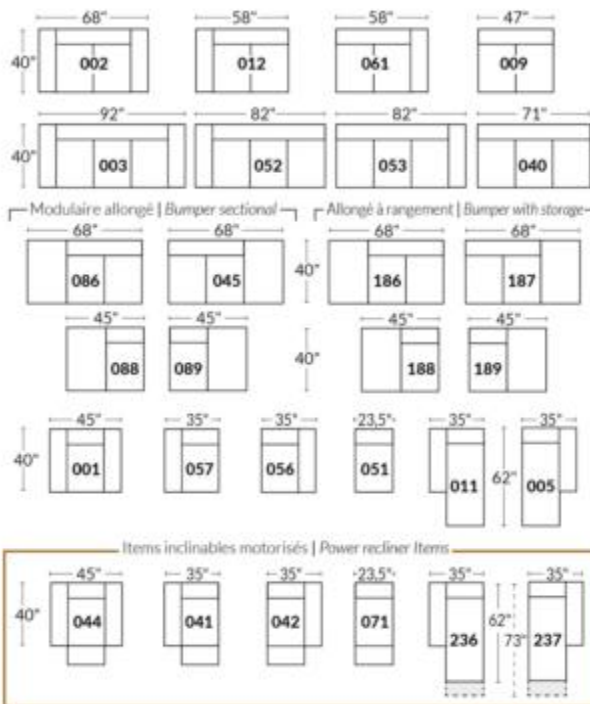 68" 58" 58" 47"
40" 002 012 061 009
92" 82" 82" 71"
40" 003 052 053 040
Modulaire allongé | Bumper sectional Allongé à rangement | Bumper with storage
68" 68" 68" 68"
086 045 40" 186 187
45" 45" 45" 45"
088 089 40" 188 189
45" 35" 35" 23,5" 35" 35"
40" 001 057 056 051 011 62" 005
Items inclinables motorisés | Power recliner Items
45" 35" 35" 23,5" 35" 35"
40" 044 041 042 071 236 62" 73" 237